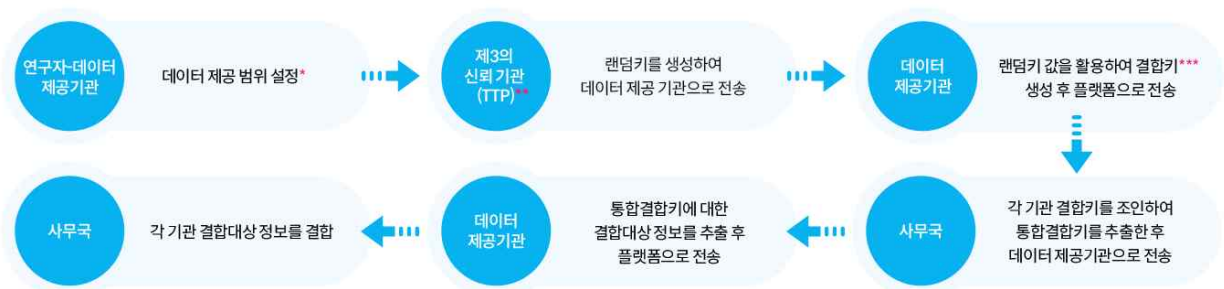 연구자-데이터
제공기관
데이터 제공 범위 설정*
제3의
신뢰 기관
(TTP)**
랜덤키를 생성하여
데이터 제공 기관으로 전송
데이터
제공기관
랜덤키 값을 활용하여 결합키***
생성 후 플랫폼으로 전송
사무국
각 기관 결합키를 조인하여
통합결합키를 추출한 후
데이터 제공기관으로 전송
데이터
제공기관
통합결합키에 대한
결합대상 정보를 추출 후
플랫폼으로 전송
사무국
각 기관 결합대상 정보를 결합